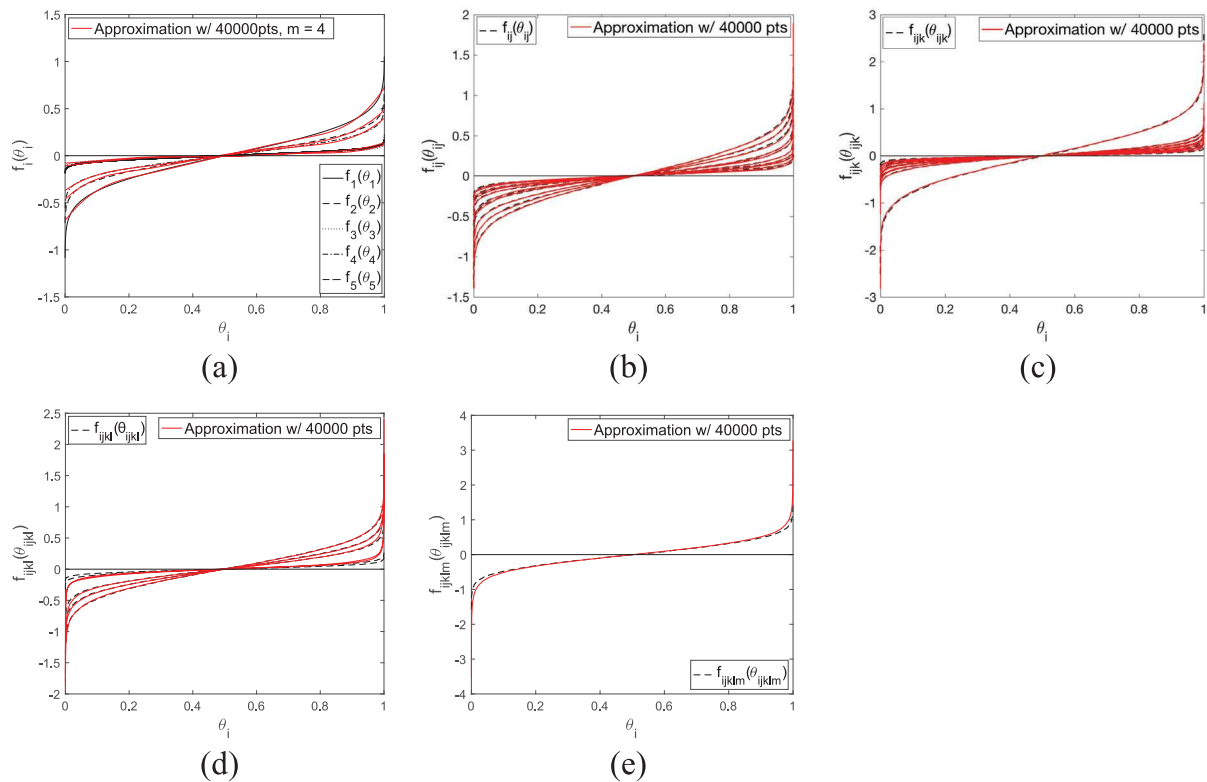 Approximation w/ 40000pts, m = 4
f_i(θ_i)
1.5
1
0.5
0
-0.5
-1
-1.5
f_1(θ_1)
f_2(θ_2)
f_3(θ_3)
f_4(θ_4)
f_5(θ_5)
0 0.2 0.4 0.6 0.8 1
θ_i
(a)
f_ij(θ_ij)
Approximation w/ 40000 pts
f_ij(θ_ij)
2
1.5
1
0.5
0
-0.5
-1
-1.5
0 0.2 0.4 0.6 0.8 1
θ_i
(b)
f_ijk(θ_ijk)
Approximation w/ 40000 pts
f_ijk(θ_ijk)
3
2
1
0
-1
-2
-3
0 0.2 0.4 0.6 0.8 1
θ_i
(c)
f_ijkl(θ_ijkl)
Approximation w/ 40000 pts
f_ijkl(θ_ijkl)
2.5
2
1.5
1
0.5
0
-0.5
-1
-1.5
-2
0 0.2 0.4 0.6 0.8 1
θ_i
(d)
Approximation w/ 40000 pts
f_ijklm(θ_ijklm)
4
3
2
1
0
-1
-2
-3
-4
f_ijklm(θ_ijklm)
0 0.2 0.4 0.6 0.8 1
θ_i
(e)